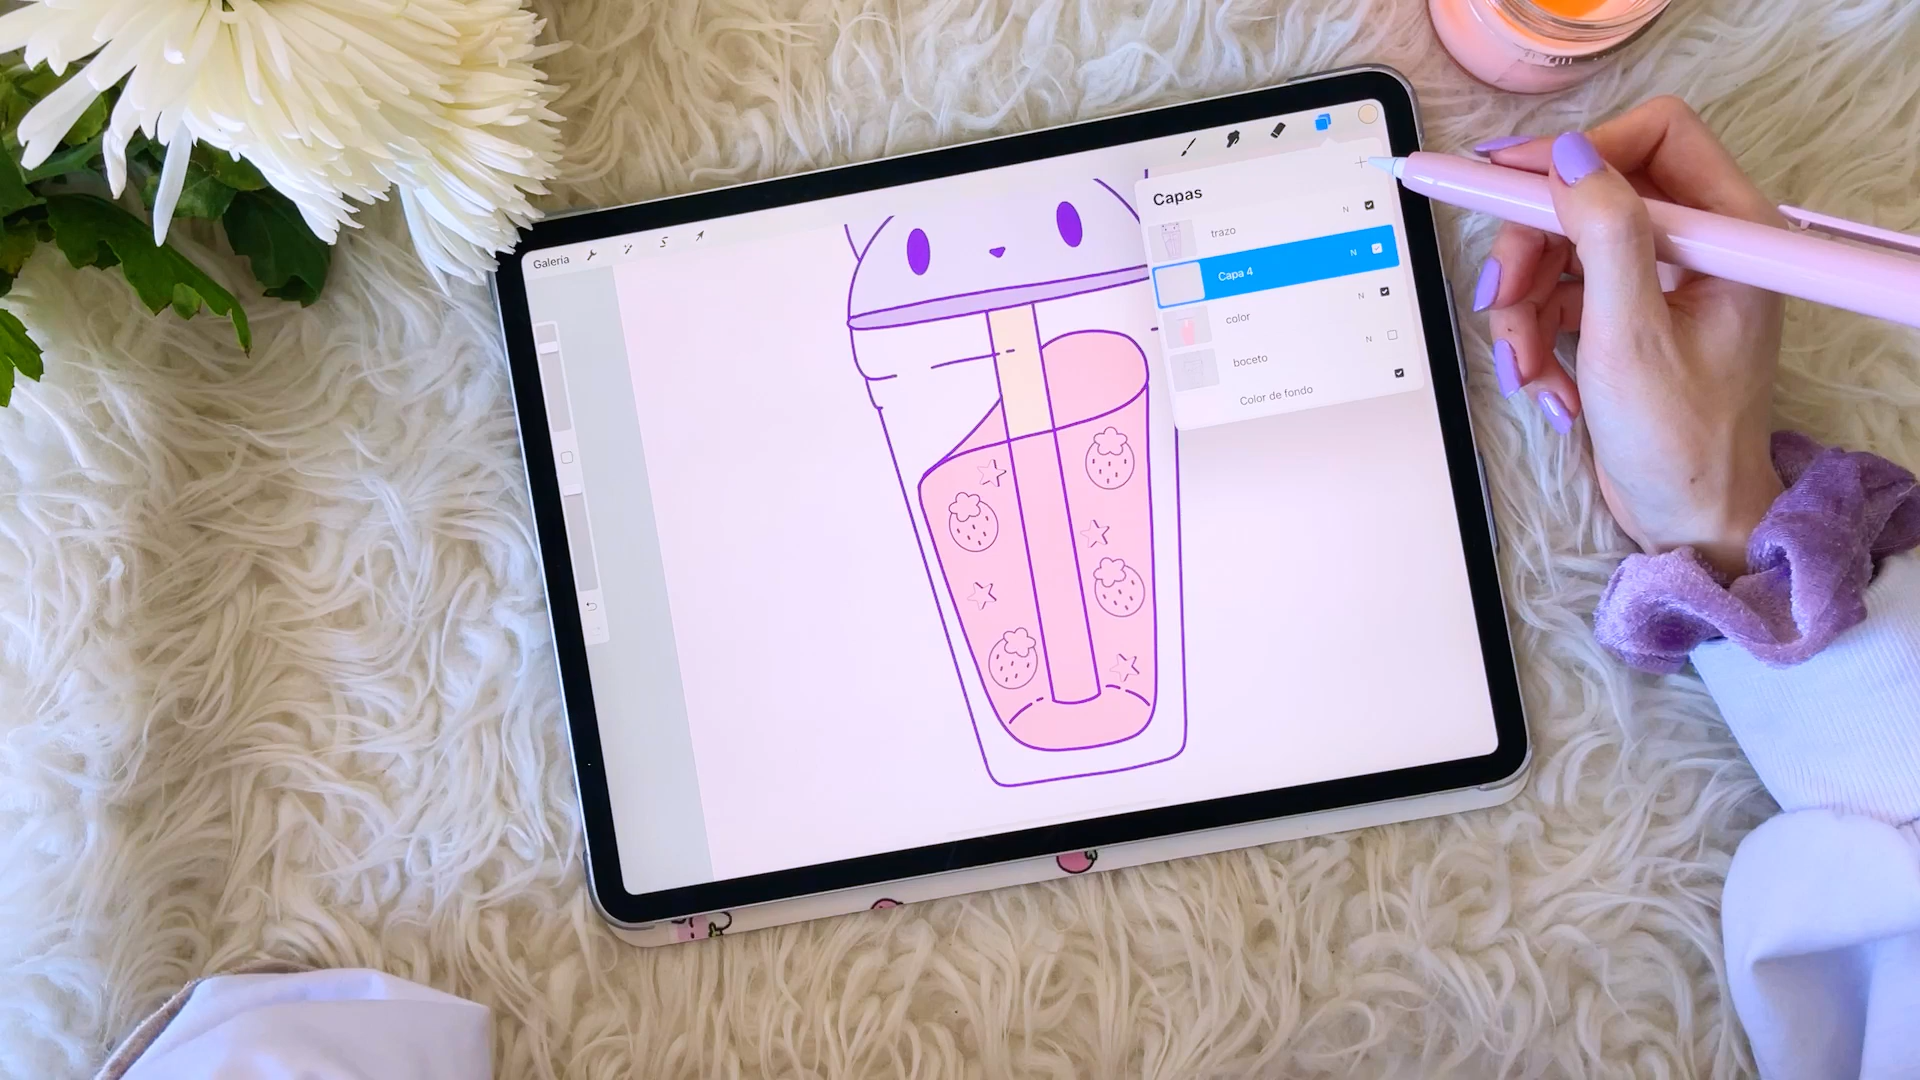 Galería
Capas
trazo
N
Capa 4
N
color
N
boceto
N
Color de fondo